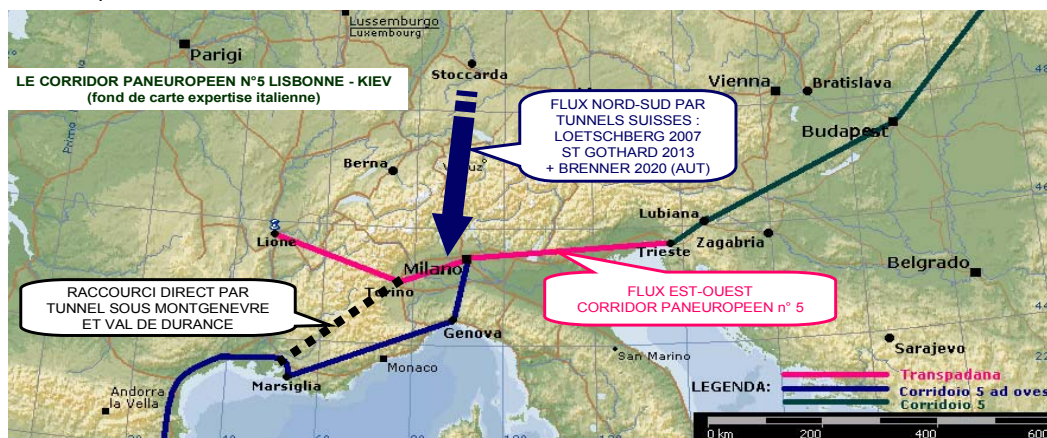 Lussemburgo
Luxembourg
Parigi
LE CORRIDOR PANEUROPEEN N°5 LISBONNE - KIEV
(fond de carte expertise italienne)
Stoccarda
Vienna
Bratislava
48
FLUX NORD-SUD PAR
TUNNELS SUISSES :
LOETSCHBERG 2007
ST GOTHARD 2013
+ BRENNER 2020 (AUT)
Budapest
Berna
46
Lubiana
Lione
Zagabria
Trieste
Milano
Belgrado
Torino
RACCOURCI DIRECT PAR
TUNNEL SOUS MONTGENEVRE
ET VAL DE DURANCE
FLUX EST-OUEST
CORRIDOR PANEUROPEEN n° 5
Genova
Sarajevo
San Marino
Monaco
Marsiglia
Andorra
la Vella
LEGENDA:
Transpadana
Corridoio 5 ad oves
Corridoio 5
0 km
200
400
600